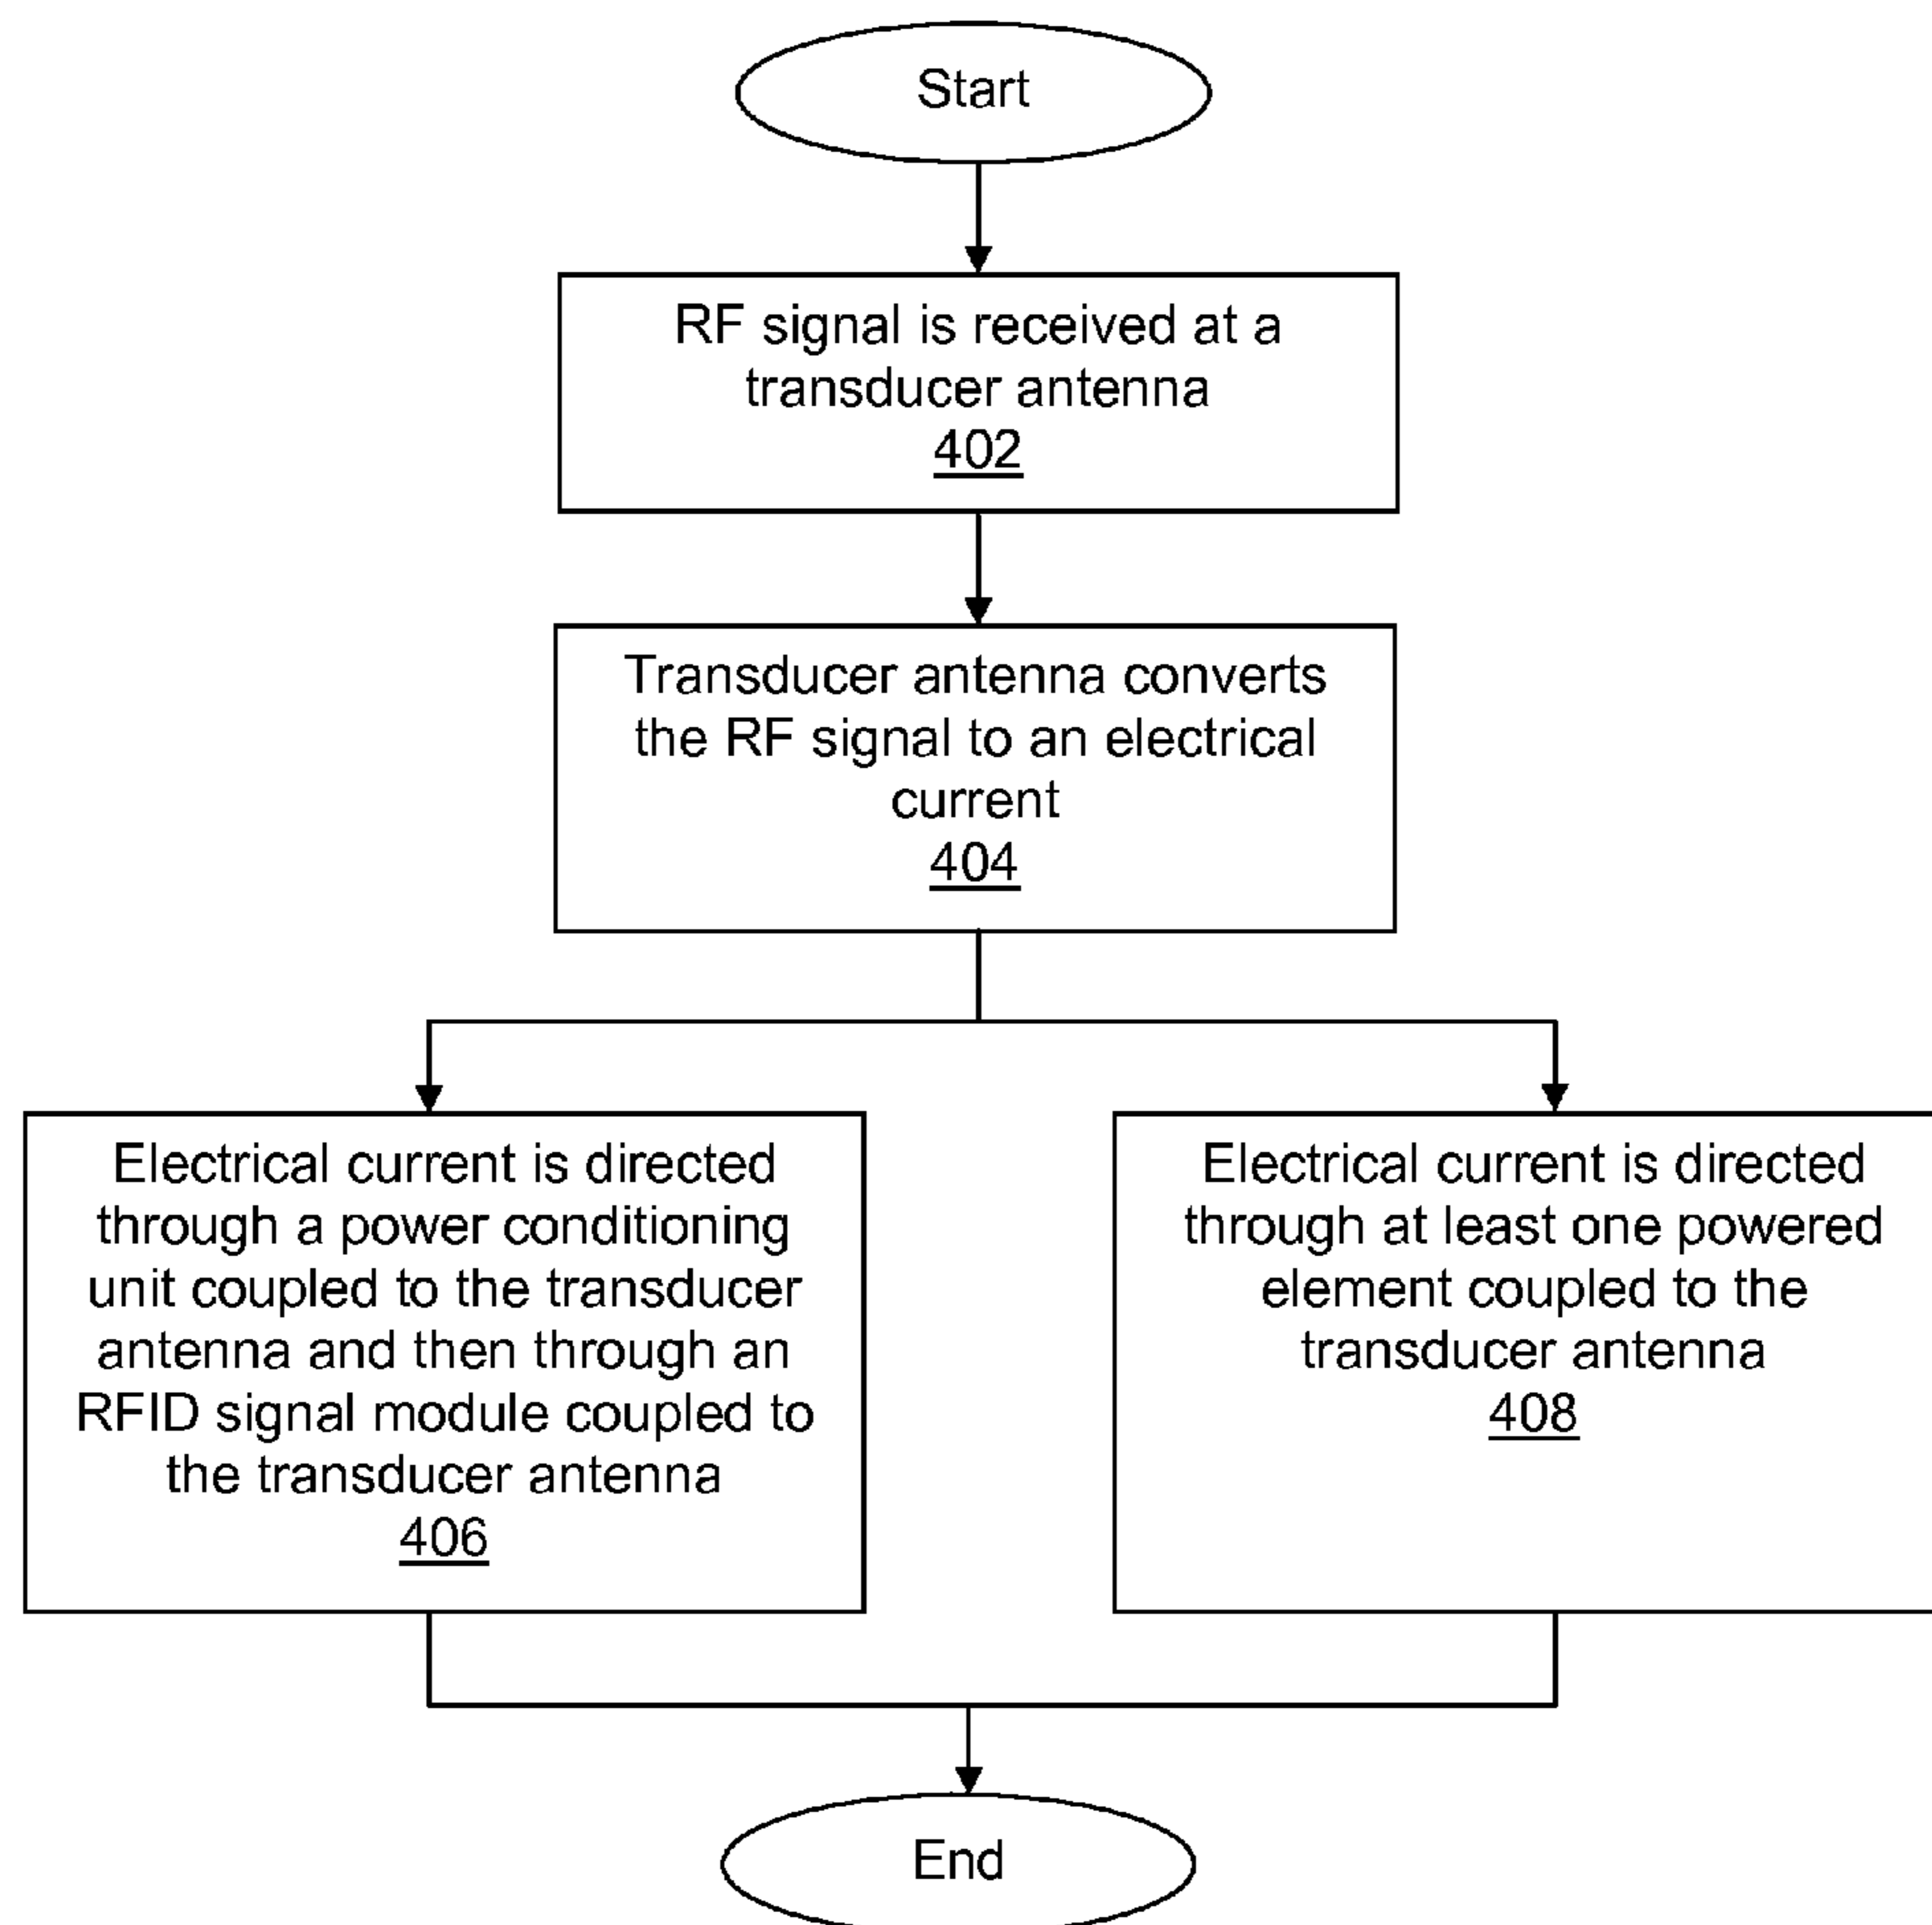 Start
RF signal is received at a
transducer antenna
402
Transducer antenna converts
the RF signal to an electrical
current
404
Electrical current is directed
through a power conditioning
unit coupled to the transducer
antenna and then through an
RFID signal module coupled to
the transducer antenna
406
Electrical current is directed
through at least one powered
element coupled to the
transducer antenna
408
End